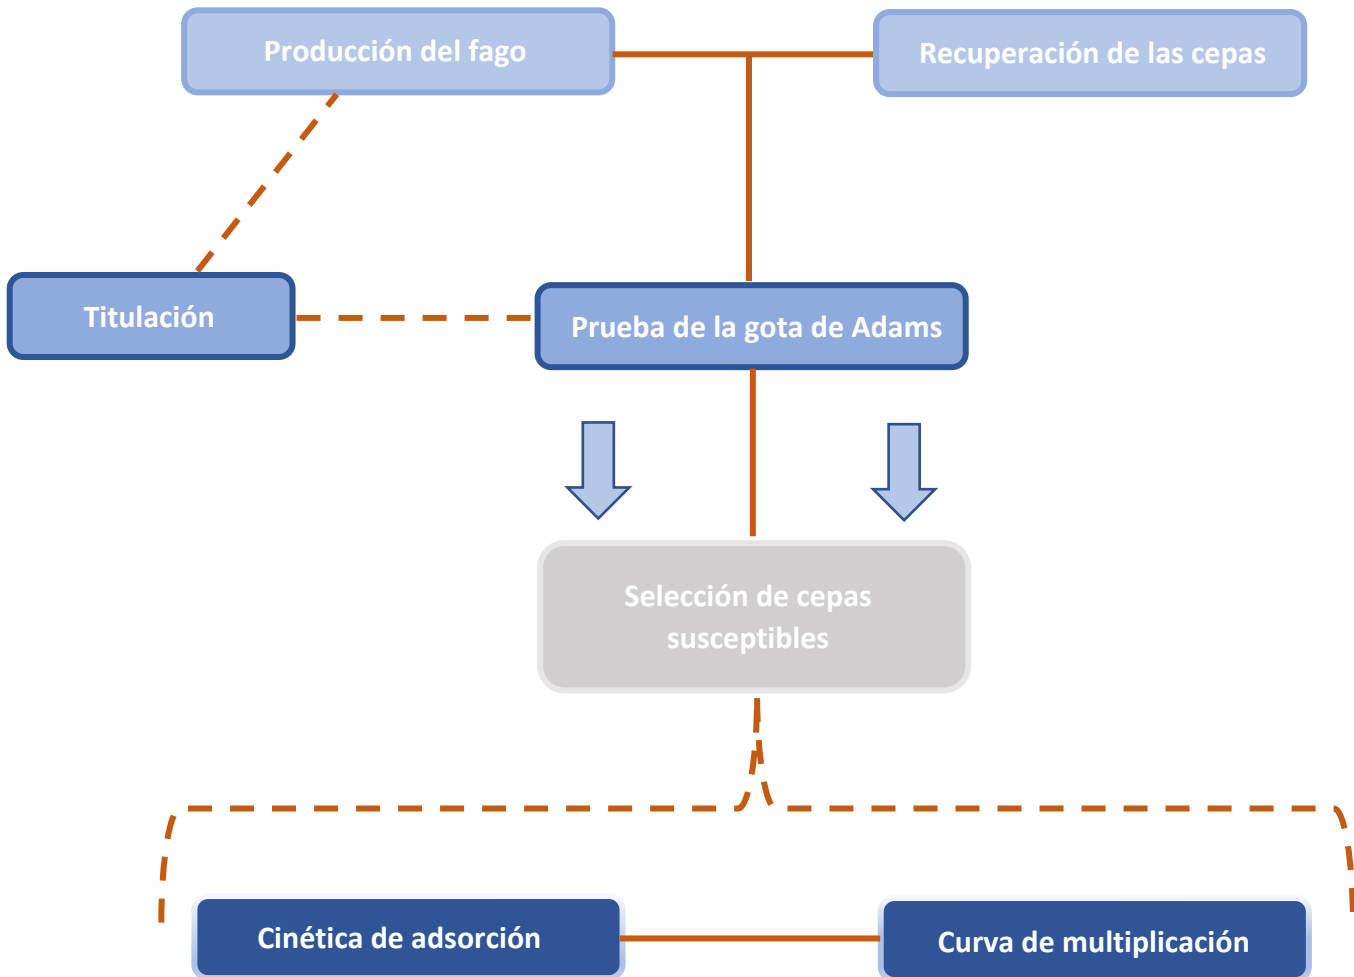 Producción del fago
Recuperación de las cepas
Titulación
Prueba de la gota de Adams
Selección de cepas
susceptibles
Cinética de adsorción
Curva de multiplicación